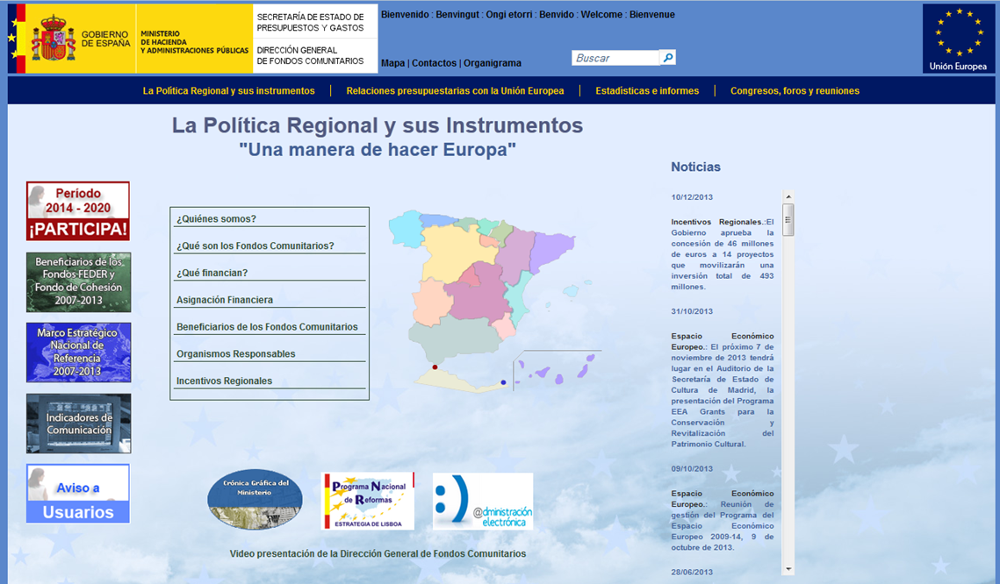 GOBIERNO
DE ESPAÑA
MINISTERIO
DE HACIENDA
Y ADMINISTRACIONES PÚBLICAS
SECRETARÍA DE ESTADO DE
PRESUPUESTOS Y GASTOS
DIRECCIÓN GENERAL
DE FONDOS COMUNITARIOS
Bienvenido : Benvingut : Ongi etorri : Benvido : Welcome : Bienvenue
Mapa | Contactos | Organigrama
Buscar
Unión Europea
La Política Regional y sus instrumentos | Relaciones presupuestarias con la Unión Europea | Estadísticas e informes | Congresos, foros y reuniones
La Política Regional y sus Instrumentos
"Una manera de hacer Europa"
Período
2014 - 2020
¡PARTICIPA!
Beneficiarios de los
Fondos FEDER y
Fondo de Cohesión
2007-2013
Marco Estratégico
Nacional de
Referencia
2007-2013
Indicadores de
Comunicación
Aviso a
Usuarios
¿Quiénes somos?
¿Qué son los Fondos Comunitarios?
¿Qué financian?
Asignación Financiera
Beneficiarios de los Fondos Comunitarios
Organismos Responsables
Incentivos Regionales
Crónica Gráfica del
Ministerio
Programa Nacional
de Reformas
ESTRATEGIA DE LISBOA
:)
@dministración
electrónica
Video presentación de la Dirección General de Fondos Comunitarios
Noticias
10/12/2013
Incentivos Regionales.:El
Gobierno aprueba la
concesión de 46 millones
de euros a 14 proyectos
que movilizarán una
inversión total de 493
millones.
31/10/2013
Espacio Económico
Europeo.: El próximo 7 de
noviembre de 2013 tendrá
lugar en el Auditorio de la
Secretaría de Estado de
Cultura de Madrid, la
presentación del Programa
EEA Grants para la
Conservación y
Revitalización del
Patrimonio Cultural.
09/10/2013
Espacio Económico
Europeo.: Reunión de
gestión del Programa del
Espacio Económico
Europeo 2009-14, 9 de
octubre de 2013.
28/06/2013